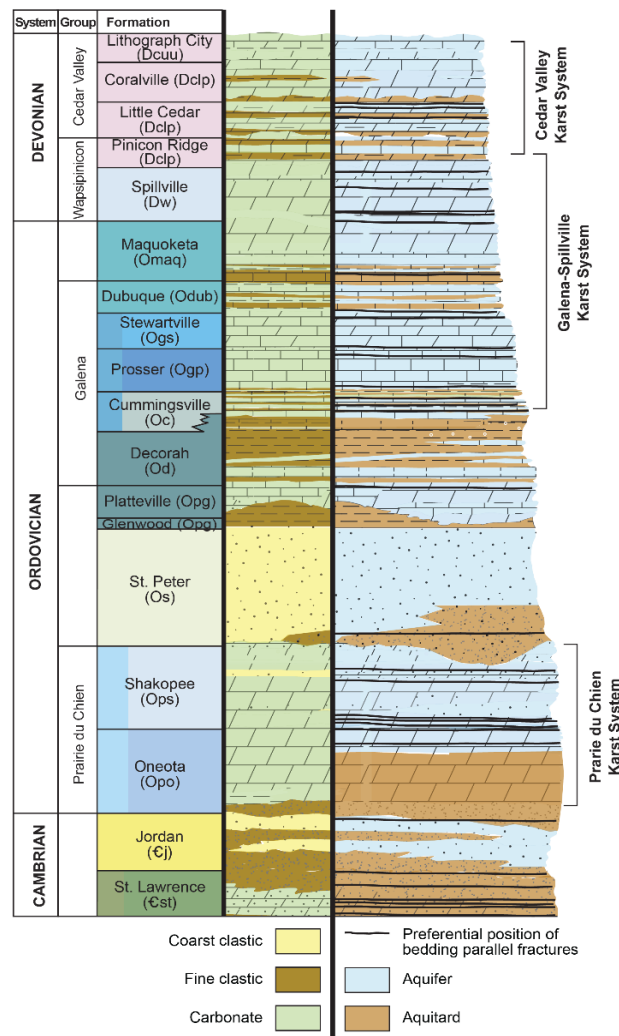 System Group Formation
DEVONIAN
Cedar Valley
Lithograph City
(Dcuu)
Coralville (Dclp)
Little Cedar
(Dclp)
Wapsipinicon
Pinicon Ridge
(Dclp)
Spillville
(Dw)
ORDOVICIAN
Maquoketa
(Omaq)
Galena
Dubuque (Odub)
Stewartville
(Ogs)
Prosser (Ogp)
Cummingsville
(Oc)
Decorah
(Od)
Platteville (Opg)
Glenwood (Opg)
St. Peter
(Os)
Prairie du Chien
Shakopee
(Ops)
Oneota
(Opo)
CAMBRIAN
Jordan
(€j)
St. Lawrence
(€st)
Cedar Valley
Karst System
Galena-Spillville
Karst System
Prarie du Chien
Karst System
Coarst clastic
Fine clastic
Carbonate
Preferential position of
bedding parallel fractures
Aquifer
Aquitard